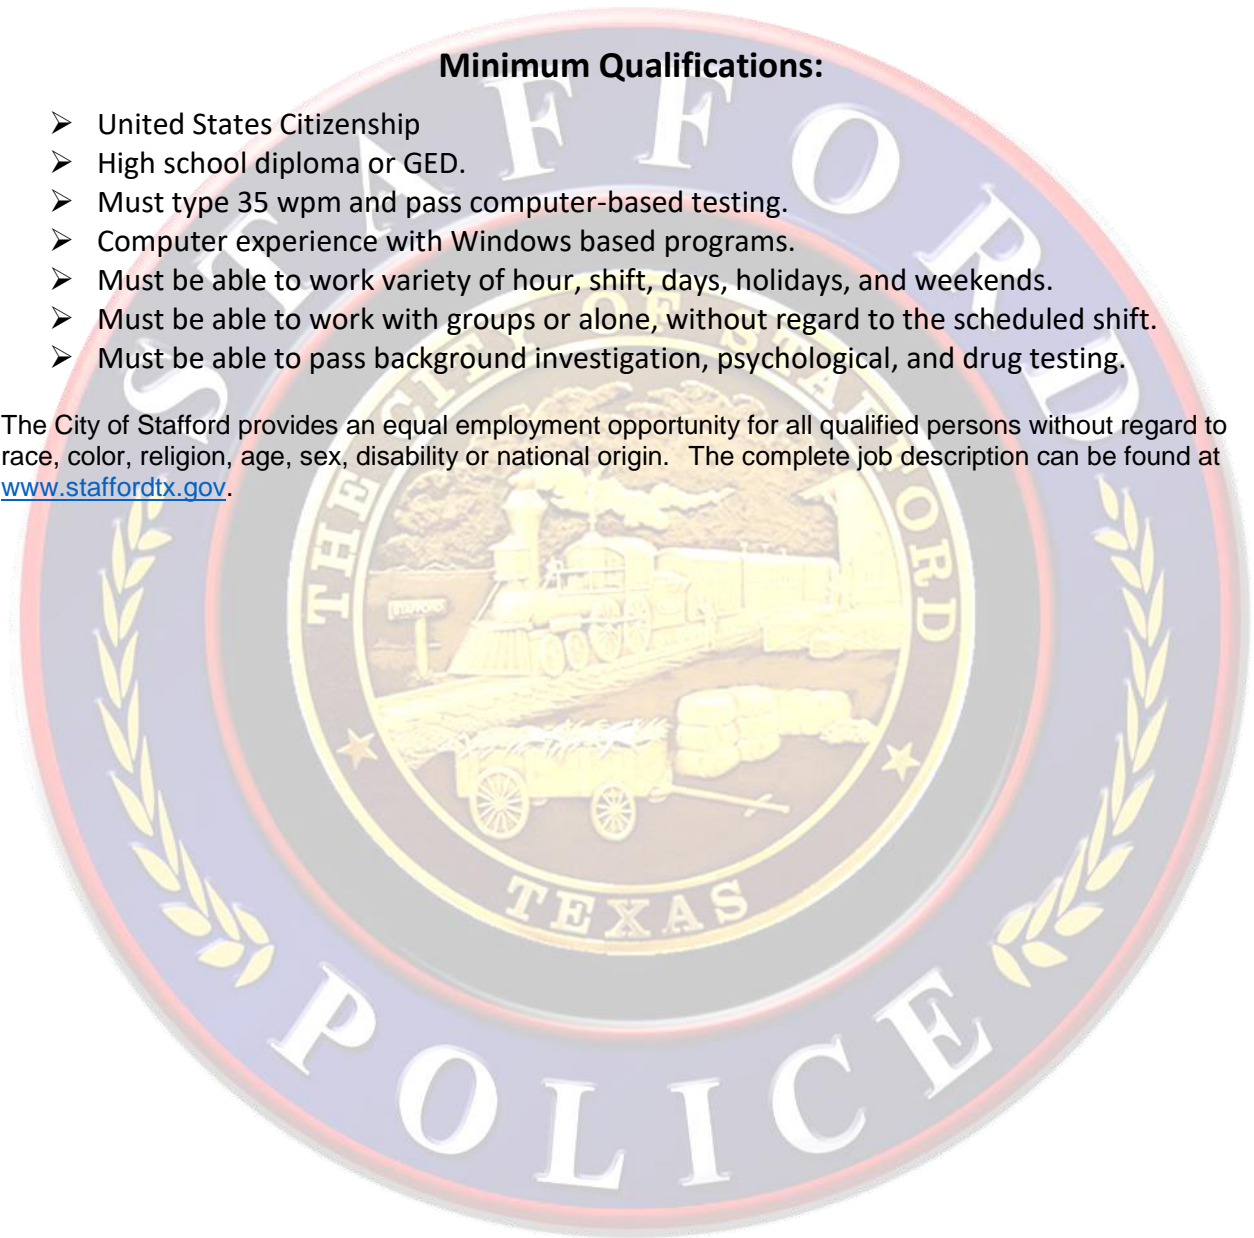 Minimum Qualifications:
➢ United States Citizenship
➢ High school diploma or GED.
➢ Must type 35 wpm and pass computer-based testing.
➢ Computer experience with Windows based programs.
➢ Must be able to work variety of hour, shift, days, holidays, and weekends.
➢ Must be able to work with groups or alone, without regard to the scheduled shift.
➢ Must be able to pass background investigation, psychological, and drug testing.
The City of Stafford provides an equal employment opportunity for all qualified persons without regard to
race, color, religion, age, sex, disability or national origin. The complete job description can be found at
www.staffordtx.gov.
STAFFORD
THE CITY OF STAFFORD
STAFFORD
TEXAS
POLICE